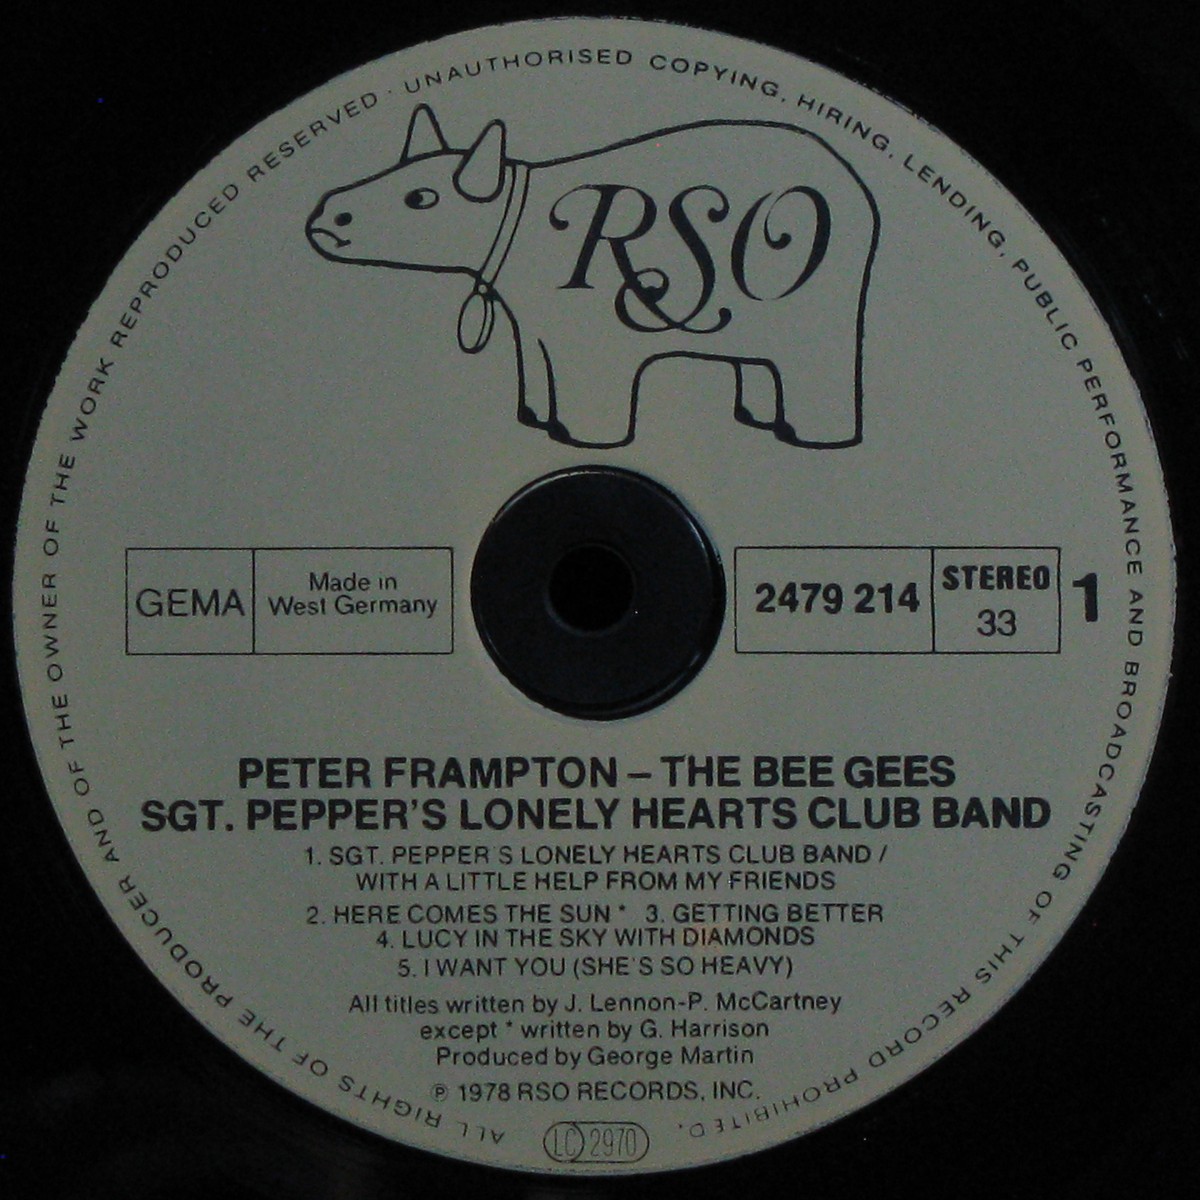 ALL RIGHTS OF THE PRODUCER AND OF THE OWNER OF THE WORK REPRODUCED RESERVED · UNAUTHORISED COPYING, HIRING, LENDING, PUBLIC PERFORMANCE AND BROADCASTING OF THIS RECORD PROHIBITED.
RSO
GEMA
Made in
West Germany
2479 214
STEREO
33
1
PETER FRAMPTON – THE BEE GEES
SGT. PEPPER'S LONELY HEARTS CLUB BAND
1. SGT. PEPPER'S LONELY HEARTS CLUB BAND /
WITH A LITTLE HELP FROM MY FRIENDS
2. HERE COMES THE SUN * 3. GETTING BETTER
4. LUCY IN THE SKY WITH DIAMONDS
5. I WANT YOU (SHE'S SO HEAVY)
All titles written by J. Lennon-P. McCartney
except * written by G. Harrison
Produced by George Martin
℗ 1978 RSO RECORDS, INC.
LC 2970